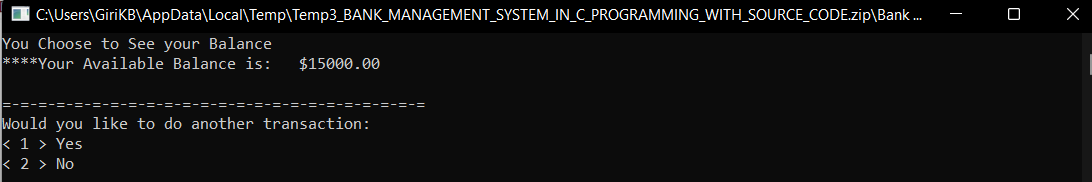 C:\Users\GiriKB\AppData\Local\Temp\Temp3_BANK_MANAGEMENT_SYSTEM_IN_C_PROGRAMMING_WITH_SOURCE_CODE.zip\Bank ...
You Choose to See your Balance
****Your Available Balance is:   $15000.00
=-=-=-=-=-=-=-=-=-=-=-=-=-=-=-=-=-=-=-=-=-=-=-=
Would you like to do another transaction:
< 1 > Yes
< 2 > No